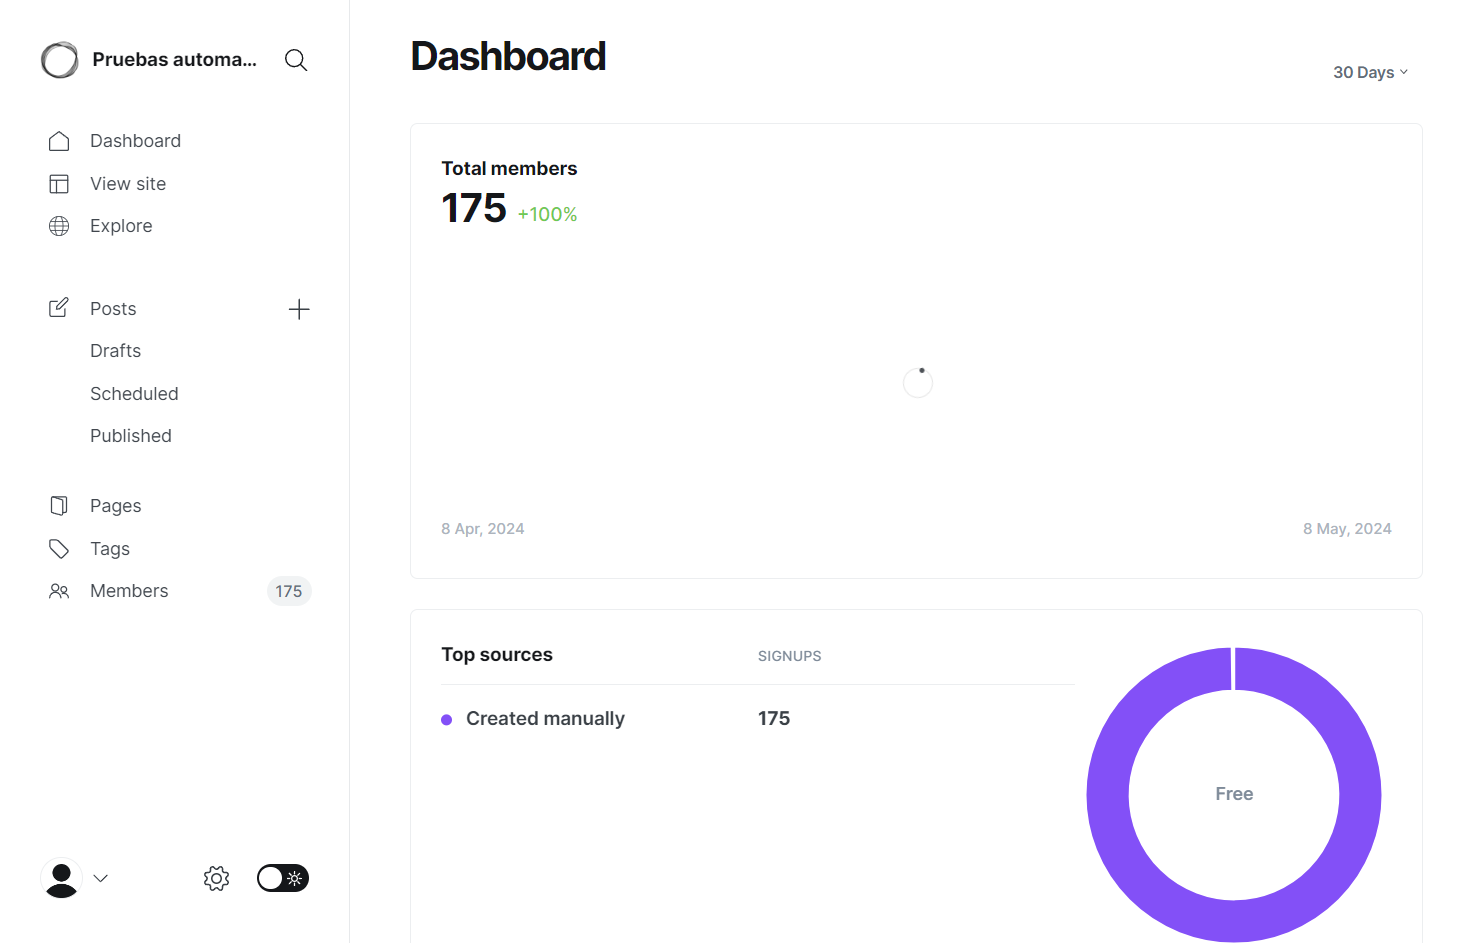 Pruebas automa...
Dashboard
View site
Explore
Posts
Drafts
Scheduled
Published
Pages
Tags
Members 175
Dashboard
30 Days
Total members
175 +100%
8 Apr, 2024 8 May, 2024
Top sources SIGNUPS
Created manually 175
Free